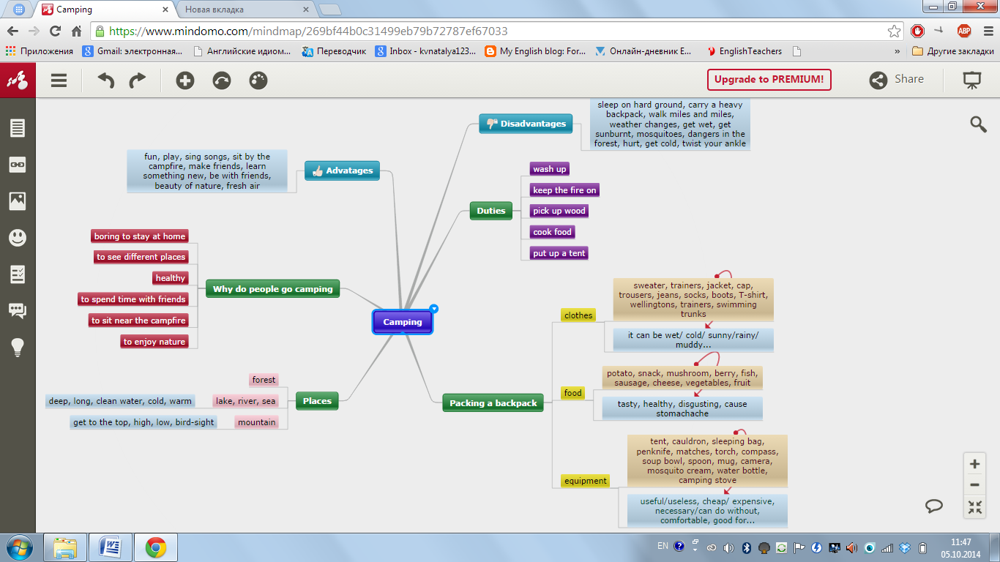 Camping
Новая вкладка
https://www.mindomo.com/mindmap/269bf44b0c31499eb79b72787ef67033
ABP
Приложения
Gmail: электронная...
Английские идиом...
Переводчик
Inbox - kvnatalya123...
My English blog: For...
Онлайн-дневник Е...
EnglishTeachers
»
Другие закладки
Upgrade to PREMIUM!
Share
Disadvantages
sleep on hard ground, carry a heavy
backpack, walk miles and miles,
weather changes, get wet, get
sunburnt, mosquitoes, dangers in the
forest, hurt, get cold, twist your ankle
fun, play, sing songs, sit by the
campfire, make friends, learn
something new, be with friends,
beauty of nature, fresh air
Advatages
Duties
wash up
keep the fire on
pick up wood
cook food
put up a tent
boring to stay at home
to see different places
healthy
to spend time with friends
to sit near the campfire
to enjoy nature
Why do people go camping
Camping
forest
deep, long, clean water, cold, warm
lake, river, sea
get to the top, high, low, bird-sight
mountain
Places
Packing a backpack
clothes
sweater, trainers, jacket, cap,
trousers, jeans, socks, boots, T-shirt,
wellingtons, trainers, swimming
trunks
it can be wet/ cold/ sunny/rainy/
muddy...
food
potato, snack, mushroom, berry, fish,
sausage, cheese, vegetables, fruit
tasty, healthy, disgusting, cause
stomachache
equipment
tent, cauldron, sleeping bag,
penknife, matches, torch, compass,
soup bowl, spoon, mug, camera,
mosquito cream, water bottle,
camping stove
useful/useless, cheap/ expensive,
necessary/can do without,
comfortable, good for...
EN
11:47
05.10.2014